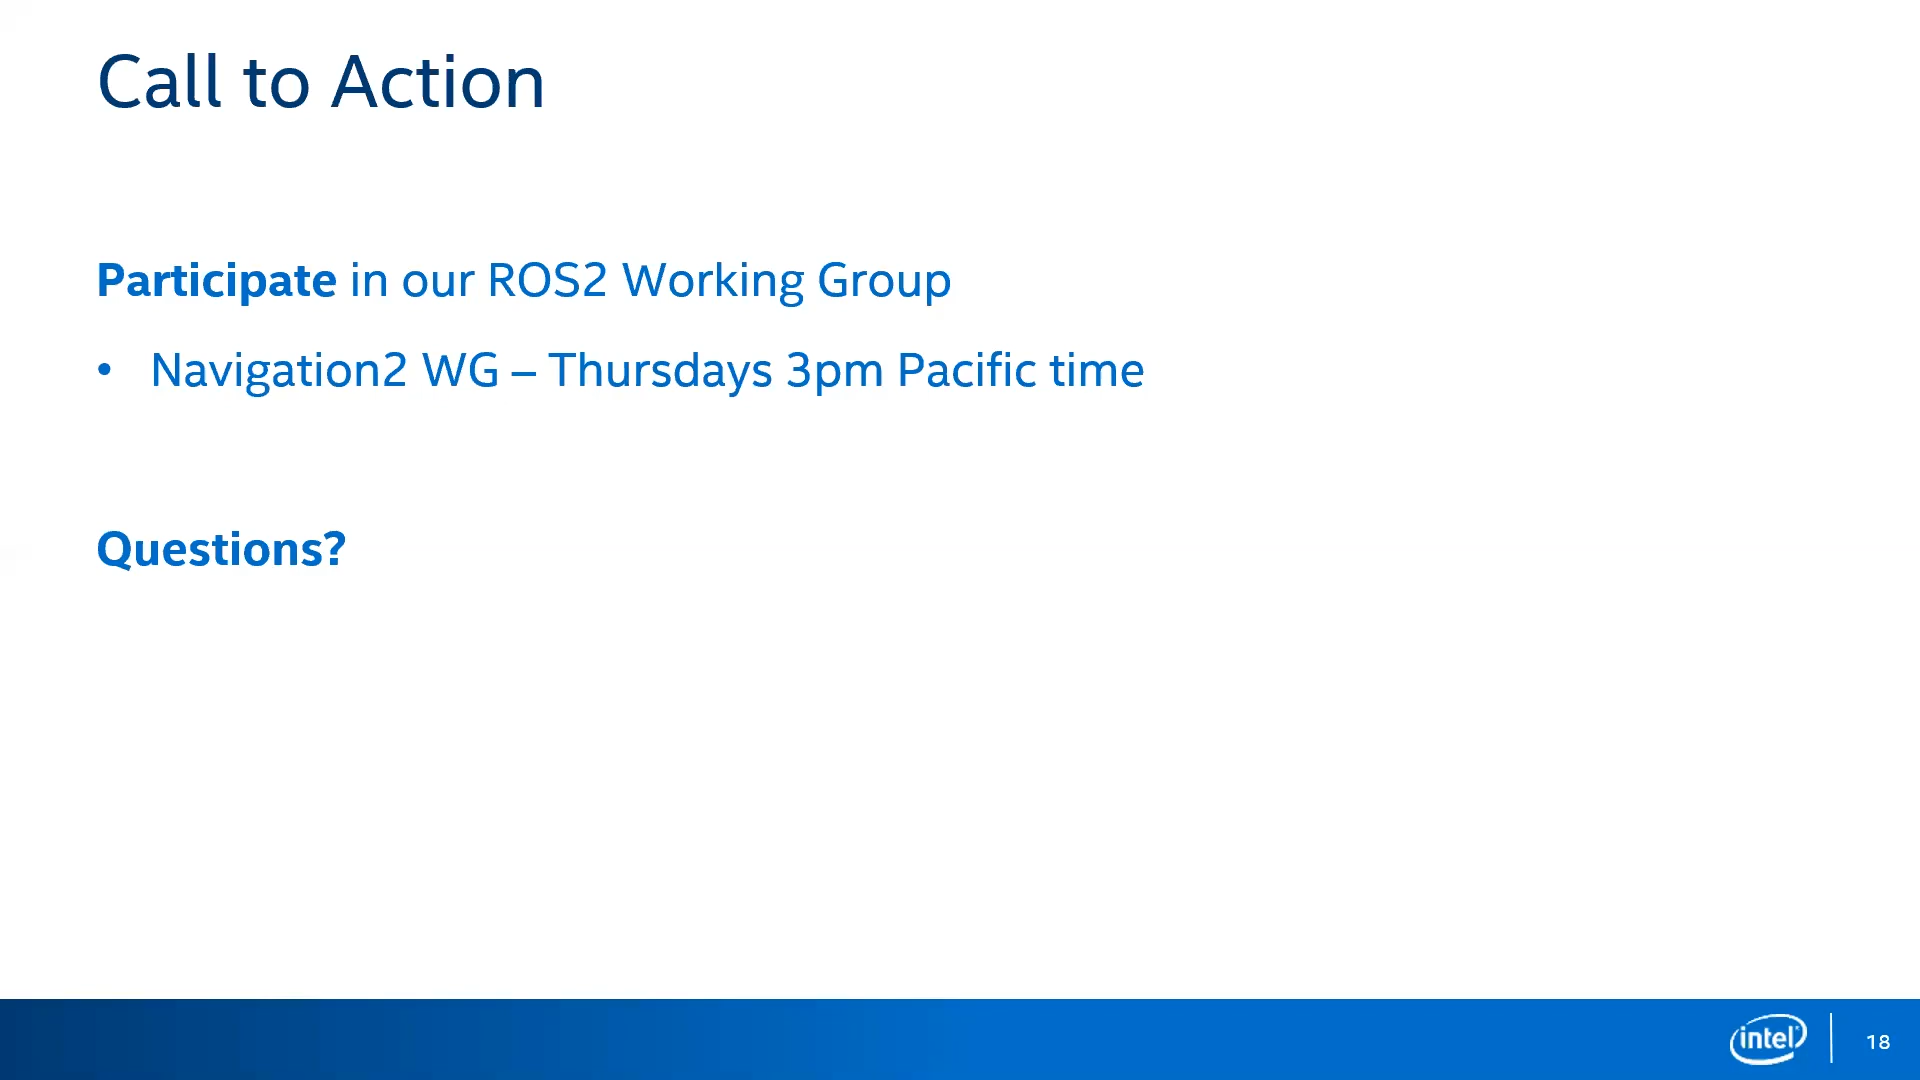 Call to Action
Participate in our ROS2 Working Group
• Navigation2 WG – Thursdays 3pm Pacific time
Questions?
intel
18